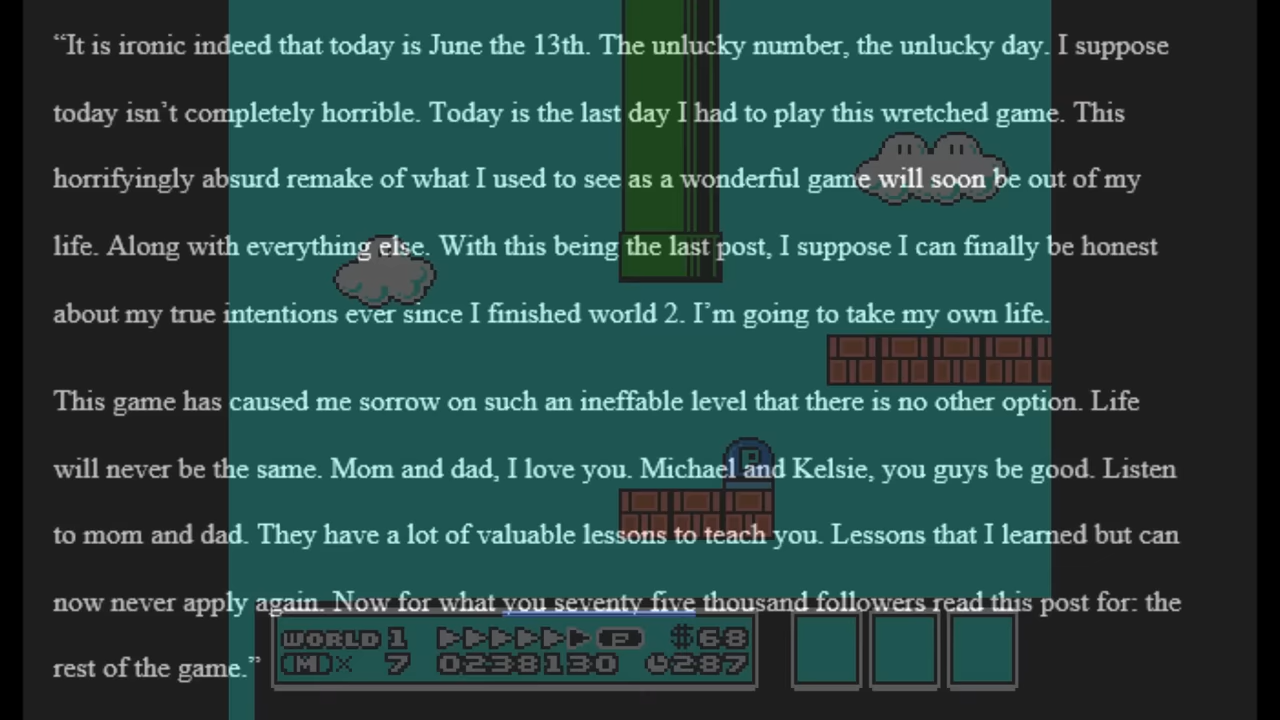 “It is ironic indeed that today is June the 13th. The unlucky number, the unlucky day. I suppose
today isn’t completely horrible. Today is the last day I had to play this wretched game. This
horrifyingly absurd remake of what I used to see as a wonderful game will soon be out of my
life. Along with everything else. With this being the last post, I suppose I can finally be honest
about my true intentions ever since I finished world 2. I’m going to take my own life.
This game has caused me sorrow on such an ineffable level that there is no other option. Life
will never be the same. Mom and dad, I love you. Michael and Kelsie, you guys be good. Listen
P
to mom and dad. They have a lot of valuable lessons to teach you. Lessons that I learned but can
now never apply again. Now for what you seventy five thousand followers read this post for: the
rest of the game.”
WORLD 1 P $68
M x 7 0238130 287